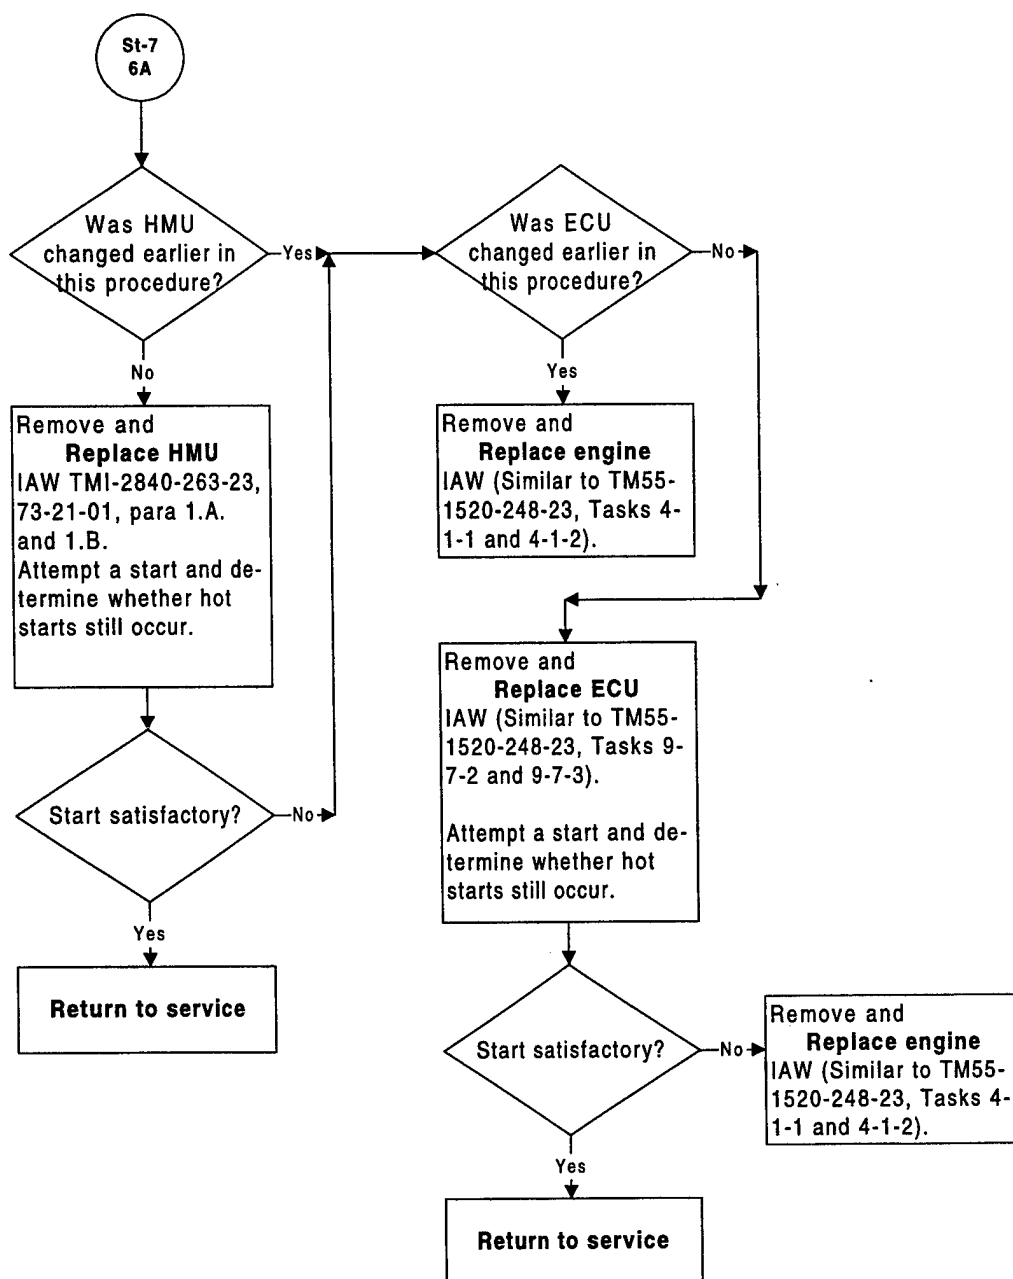 St-7
6A
Was HMU
changed earlier in
this procedure?
Yes
No
Remove and
Replace HMU
IAW TMI-2840-263-23,
73-21-01, para 1.A.
and 1.B.
Attempt a start and de-
termine whether hot
starts still occur.
Start satisfactory?
No
Yes
Return to service
Was ECU
changed earlier in
this procedure?
No
Yes
Remove and
Replace engine
IAW (Similar to TM55-
1520-248-23, Tasks 4-
1-1 and 4-1-2).
Remove and
Replace ECU
IAW (Similar to TM55-
1520-248-23, Tasks 9-
7-2 and 9-7-3).
Attempt a start and de-
termine whether hot
starts still occur.
Start satisfactory?
No
Remove and
Replace engine
IAW (Similar to TM55-
1520-248-23, Tasks 4-
1-1 and 4-1-2).
Yes
Return to service